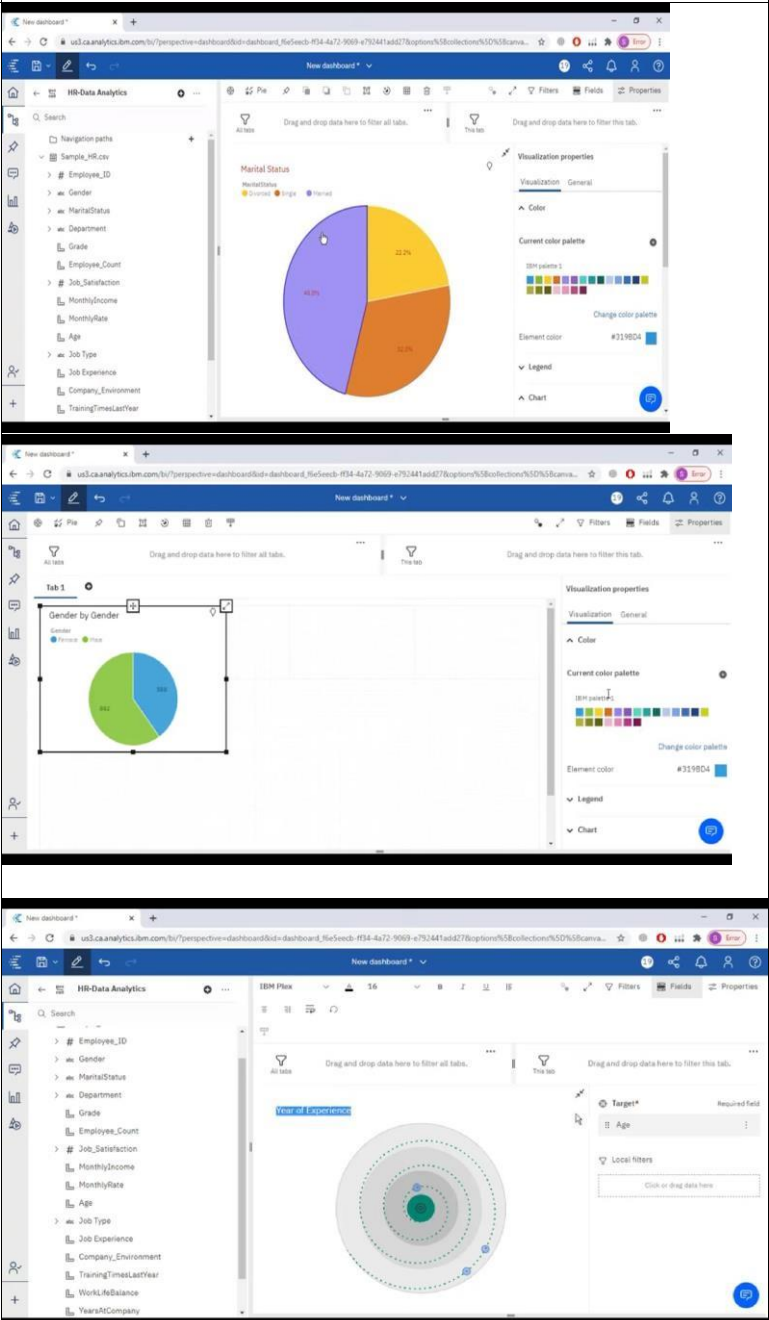 New dashboard *
us3.ca.analytics.ibm.com/bi/?perspective=dashboard&id=dashboard_f6e5eecb-ff34-4a72-9069-e792441add27&options%5Bcollections%5D%5Bcanva...
Error
New dashboard *
19
HR-Data Analytics
Pie
Filters
Fields
Properties
Search
All tabs
Drag and drop data here to filter all tabs.
This tab
Drag and drop data here to filter this tab.
Navigation paths
Sample_HR.csv
Employee_ID
Gender
MaritalStatus
Department
Grade
Employee_Count
Job_Satisfaction
MonthlyIncome
MonthlyRate
Age
Job Type
Job Experience
Company_Environment
TrainingTimesLastYear
Marital Status
MaritalStatus
Divorced Single Married
22.2%
Visualization properties
Visualization General
Color
Current color palette
IBM palette 1
Change color palette
Element color #319BD4
Legend
Chart
New dashboard *
us3.ca.analytics.ibm.com/bi/?perspective=dashboard&id=dashboard_f6e5eecb-ff34-4a72-9069-e792441add27&options%5Bcollections%5D%5Bcanva...
Error
New dashboard *
19
Pie
Filters
Fields
Properties
All tabs
Drag and drop data here to filter all tabs.
This tab
Drag and drop data here to filter this tab.
Tab 1
Gender by Gender
Gender
Female Male
Visualization properties
Visualization General
Color
Current color palette
IBM palette 1
Change color palette
Element color #319BD4
Legend
Chart
New dashboard *
us3.ca.analytics.ibm.com/bi/?perspective=dashboard&id=dashboard_f6e5eecb-ff34-4a72-9069-e792441add27&options%5Bcollections%5D%5Bcanva...
Error
New dashboard *
19
HR-Data Analytics
IBM Plex
16
B I U
Filters
Fields
Properties
Search
All tabs
Drag and drop data here to filter all tabs.
This tab
Drag and drop data here to filter this tab.
Employee_ID
Gender
MaritalStatus
Department
Grade
Employee_Count
Job_Satisfaction
MonthlyIncome
MonthlyRate
Age
Job Type
Job Experience
Company_Environment
TrainingTimesLastYear
WorkLifeBalance
YearsAtCompany
Year of Experience
Target* Required field
Age
Local filters
Click or drag data here